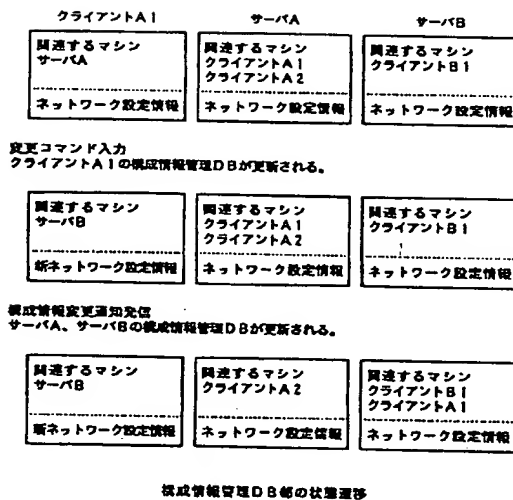 クライアントA1 サーバA サーバB
関連するマシン
サーバA
ネットワーク設定情報
関連するマシン
クライアントA1
クライアントA2
ネットワーク設定情報
関連するマシン
クライアントB1
ネットワーク設定情報
変更コマンド入力
クライアントA1の構成情報管理DBが更新される。
関連するマシン
サーバB
新ネットワーク設定情報
関連するマシン
クライアントA1
クライアントA2
ネットワーク設定情報
関連するマシン
クライアントB1
ネットワーク設定情報
構成情報変更通知発信
サーバA、サーバBの構成情報管理DBが更新される。
関連するマシン
サーバB
新ネットワーク設定情報
関連するマシン
クライアントA2
ネットワーク設定情報
関連するマシン
クライアントB1
クライアントA1
ネットワーク設定情報
構成情報管理DB部の状態遷移